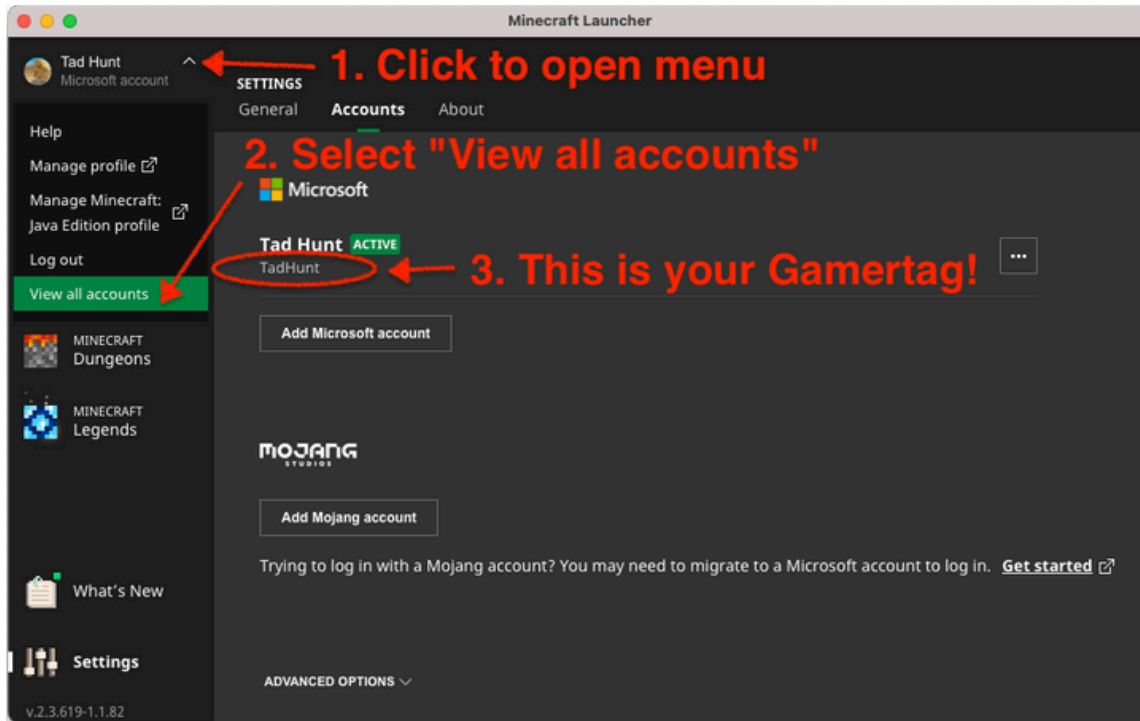 Minecraft Launcher
Tad Hunt
Microsoft account
1. Click to open menu
SETTINGS
General Accounts About
Help
Manage profile
Manage Minecraft:
Java Edition profile
Log out
View all accounts
2. Select "View all accounts"
Microsoft
Tad Hunt ACTIVE
TadHunt
3. This is your Gamertag!
...
Add Microsoft account
MINECRAFT
Dungeons
MINECRAFT
Legends
MOJANG
STUDIOS
Add Mojang account
Trying to log in with a Mojang account? You may need to migrate to a Microsoft account to log in. Get started
What's New
Settings
ADVANCED OPTIONS
v.2.3.619-1.1.82